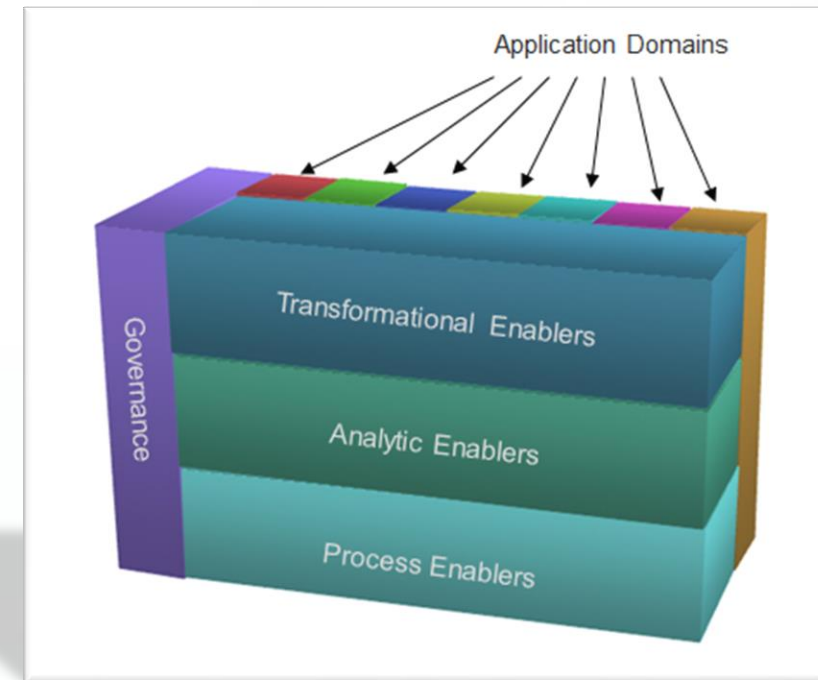 Application Domains
Governance
Transformational Enablers
Analytic Enablers
Process Enablers